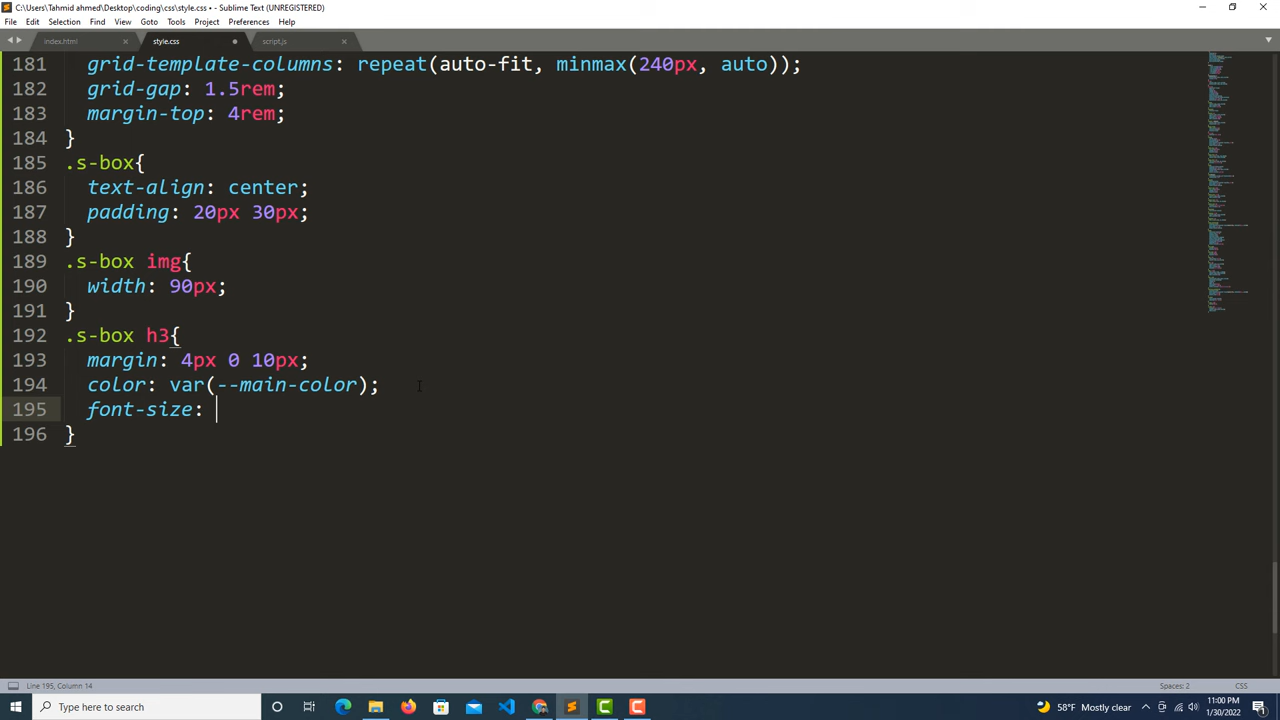 C:\Users\Tahmid ahmed\Desktop\coding\css\style.css • - Sublime Text (UNREGISTERED)
File Edit Selection Find View Goto Tools Project Preferences Help
index.html style.css script.js
181 grid-template-columns: repeat(auto-fit, minmax(240px, auto));
182 grid-gap: 1.5rem;
183 margin-top: 4rem;
184 }
185 .s-box{
186 text-align: center;
187 padding: 20px 30px;
188 }
189 .s-box img{
190 width: 90px;
191 }
192 .s-box h3{
193 margin: 4px 0 10px;
194 color: var(--main-color);
195 font-size:
196 }
Line 195, Column 14 Spaces: 2 CSS
Type here to search 58°F Mostly clear 11:00 PM
1/30/2022